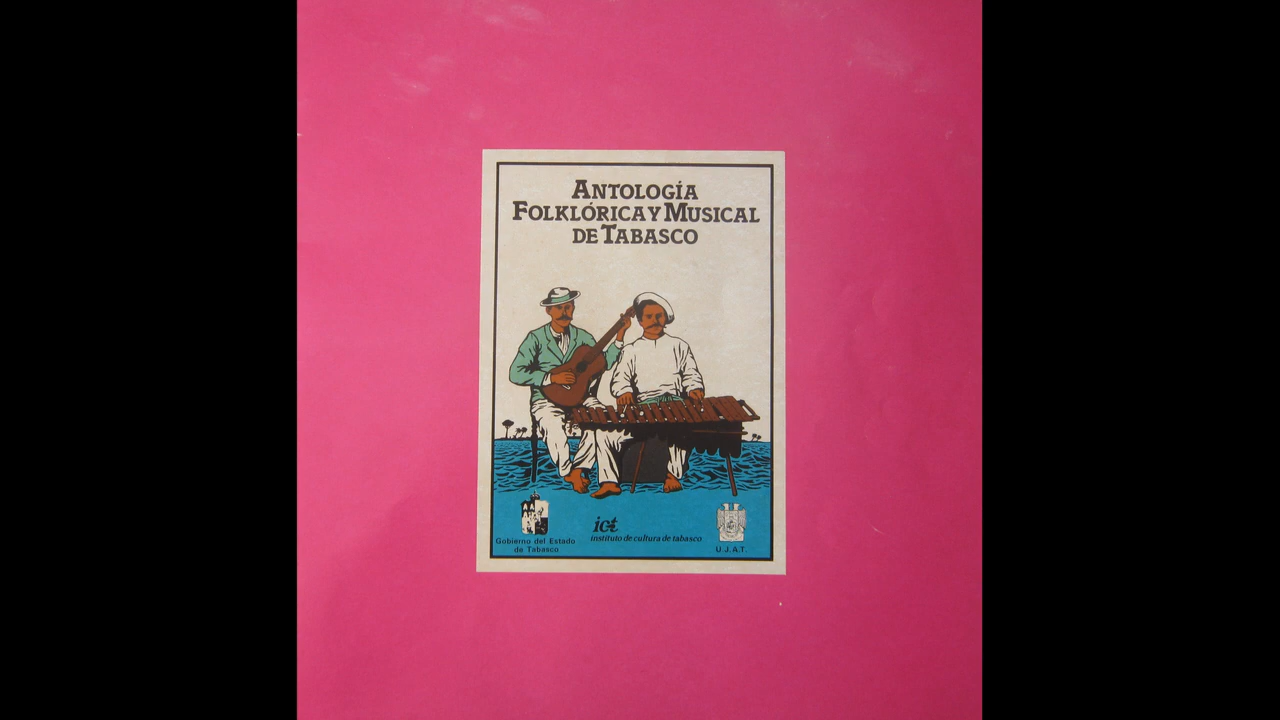 ANTOLOGÍA
FOLKLÓRICA Y MUSICAL
DE TABASCO
Gobierno del Estado
de Tabasco
ict
instituto de cultura de tabasco
U.J.A.T.